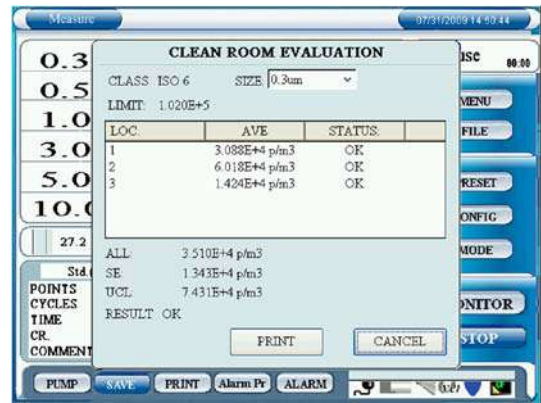 Measure
07/31/2009 14:50:44
CLEAN ROOM EVALUATION
CLASS ISO 6 SIZE 0.3um
LIMIT: 1.020E+5
LOC. AVE STATUS:
1 3.088E+4 p/m3 OK
2 6.018E+4 p/m3 OK
3 1.424E+4 p/m3 OK
ALL: 3.510E+4 p/m3
SE: 1.343E+4 p/m3
UCL: 7.431E+4 p/m3
RESULT OK
PRINT CANCEL
0.3
0.5
1.0
3.0
5.0
10.
27.2
Std.
POINTS
CYCLES
TIME
CR.
COMMENT
00:00
MENU
FILE
RESET
ONFIG
MODE
ONITOR
STOP
PUMP SAVE PRINT Alarm Pr ALARM